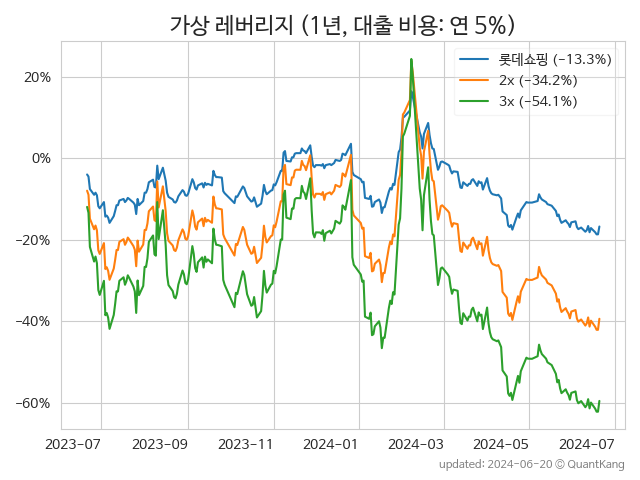 가상 레버리지 (1년, 대출 비용: 연 5%)
롯데쇼핑 (−13.3%)
2x (−34.2%)
3x (−54.1%)
20%
0%
−20%
−40%
−60%
2023-07 2023-09 2023-11 2024-01 2024-03 2024-05 2024-07
updated: 2024-06-20 © QuantKang